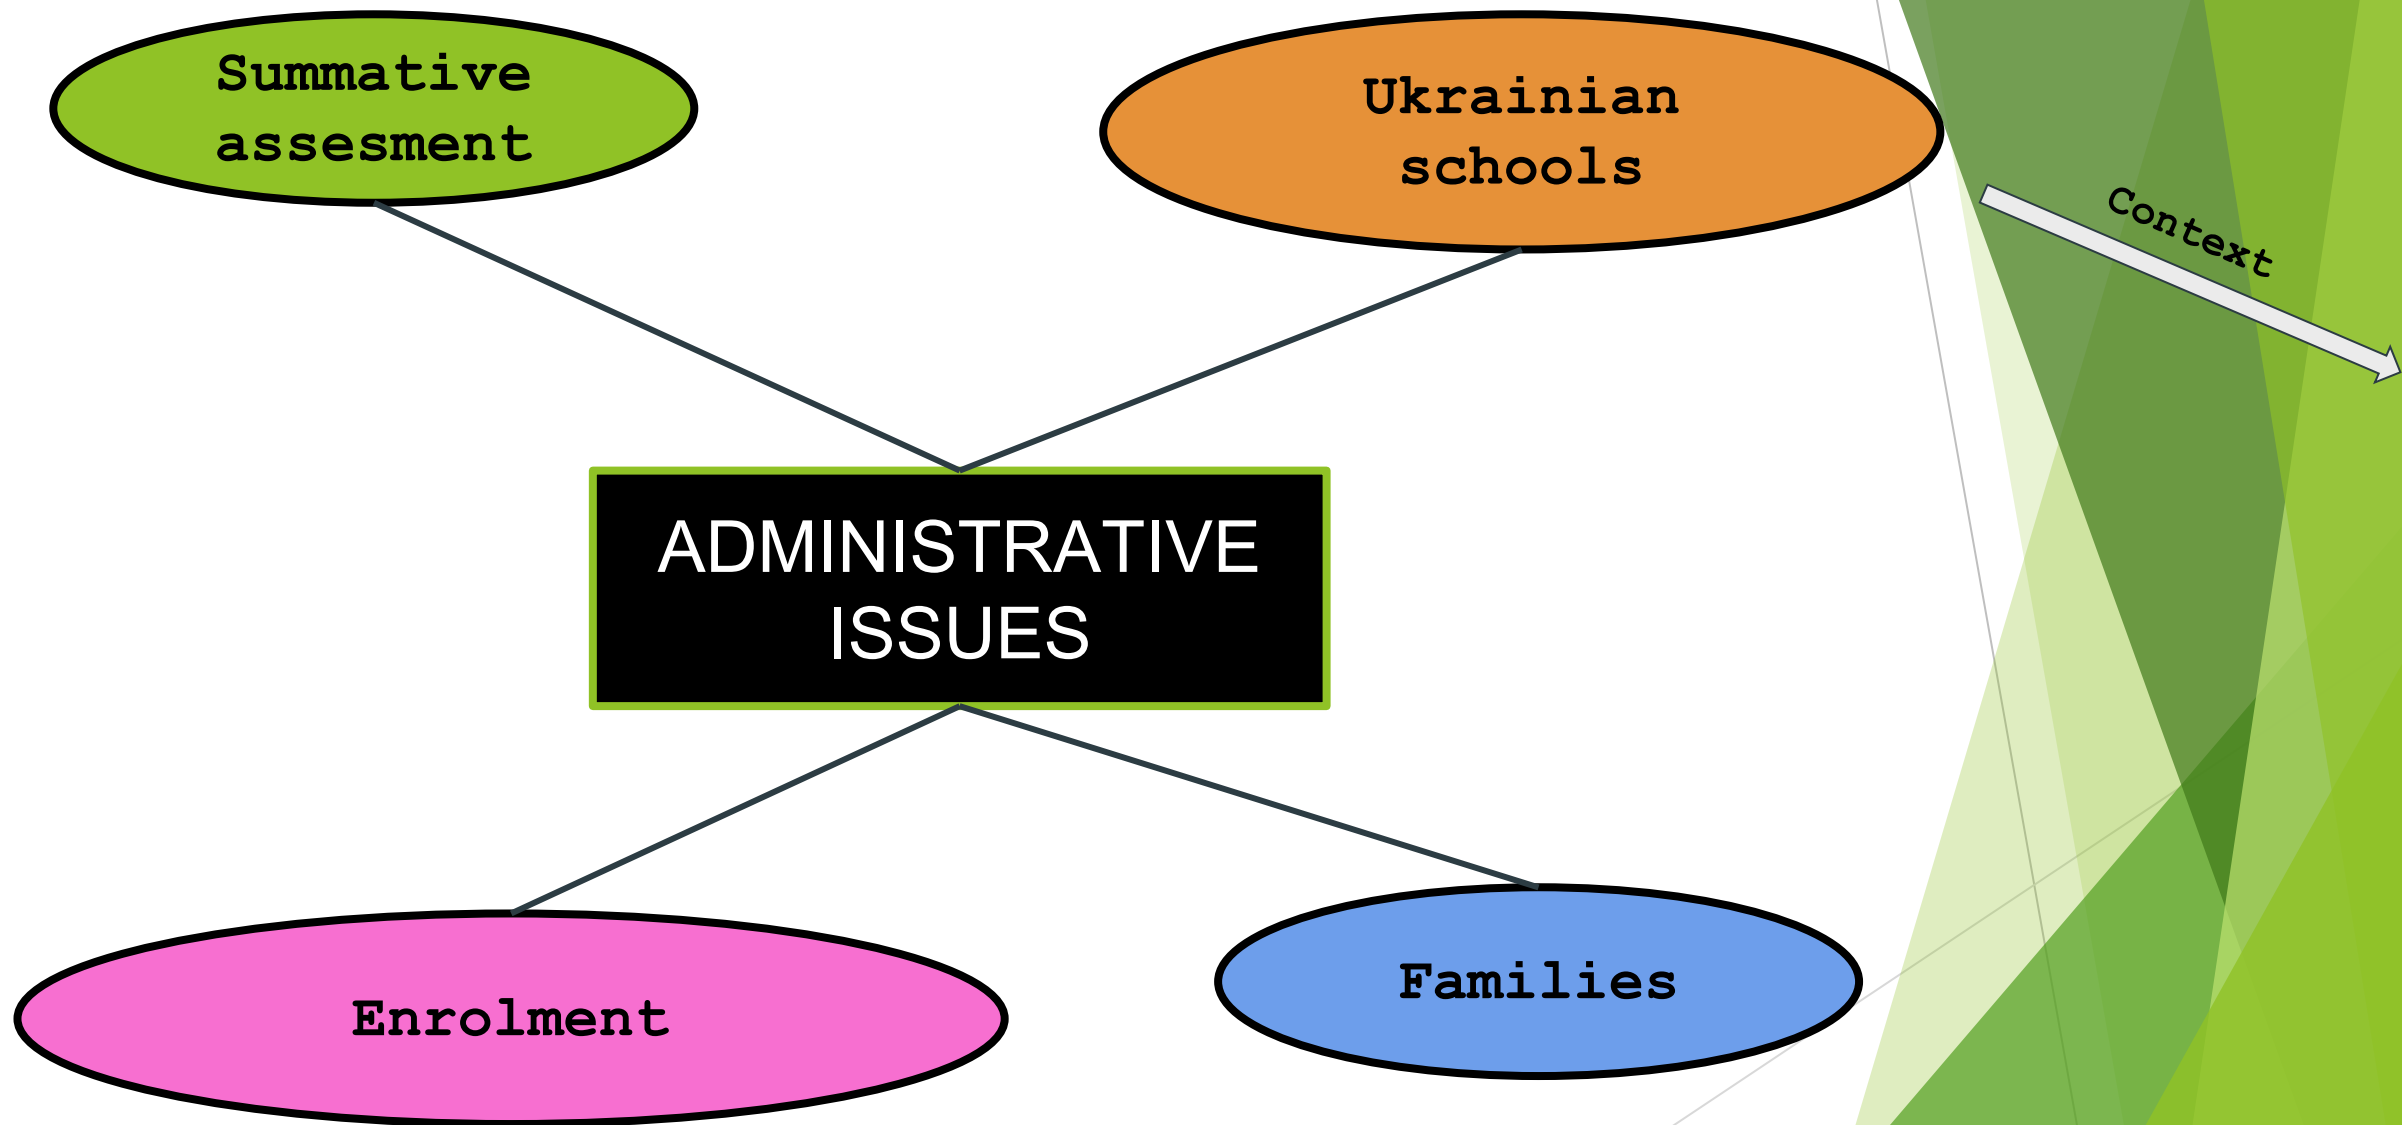 Summative
assesment
Ukrainian
schools
Context
ADMINISTRATIVE
ISSUES
Enrolment
Families